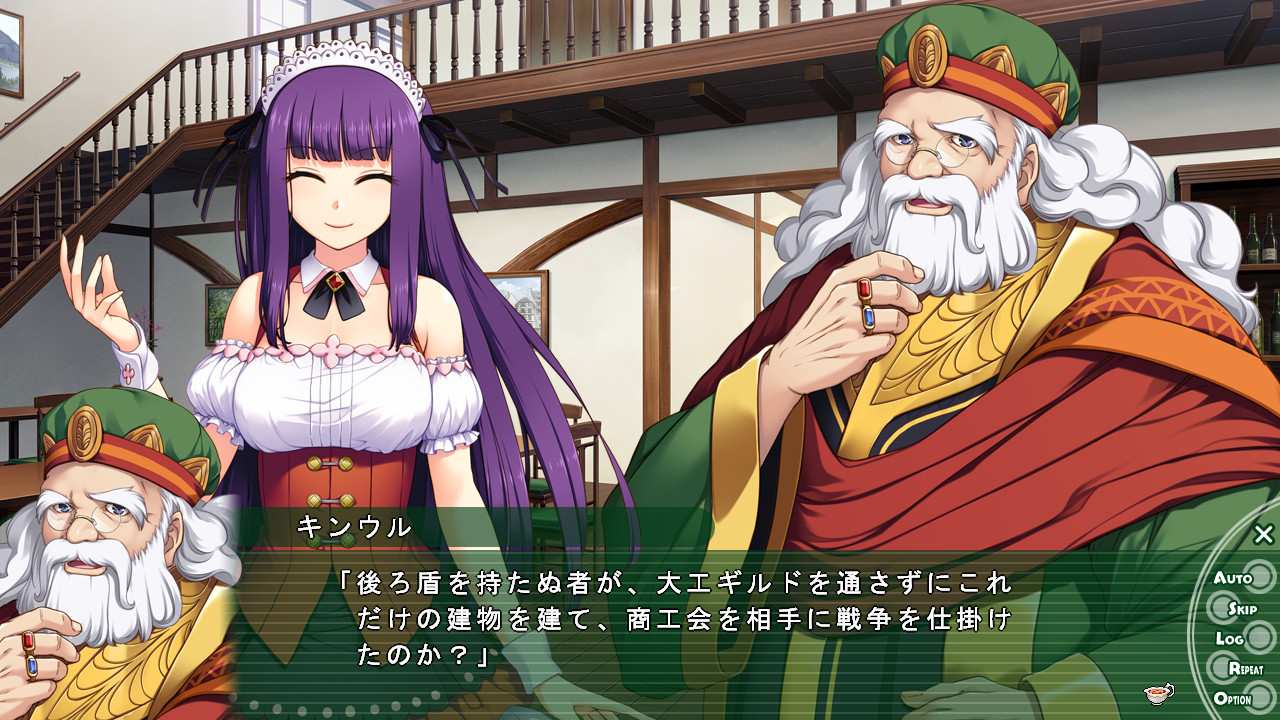 キンウル
「後ろ盾を持たぬ者が、大工ギルドを通さずにこれ
だけの建物を建て、商工会を相手に戦争を仕掛け
たのか？」
AUTO
SKIP
LOG
REPEAT
OPTION